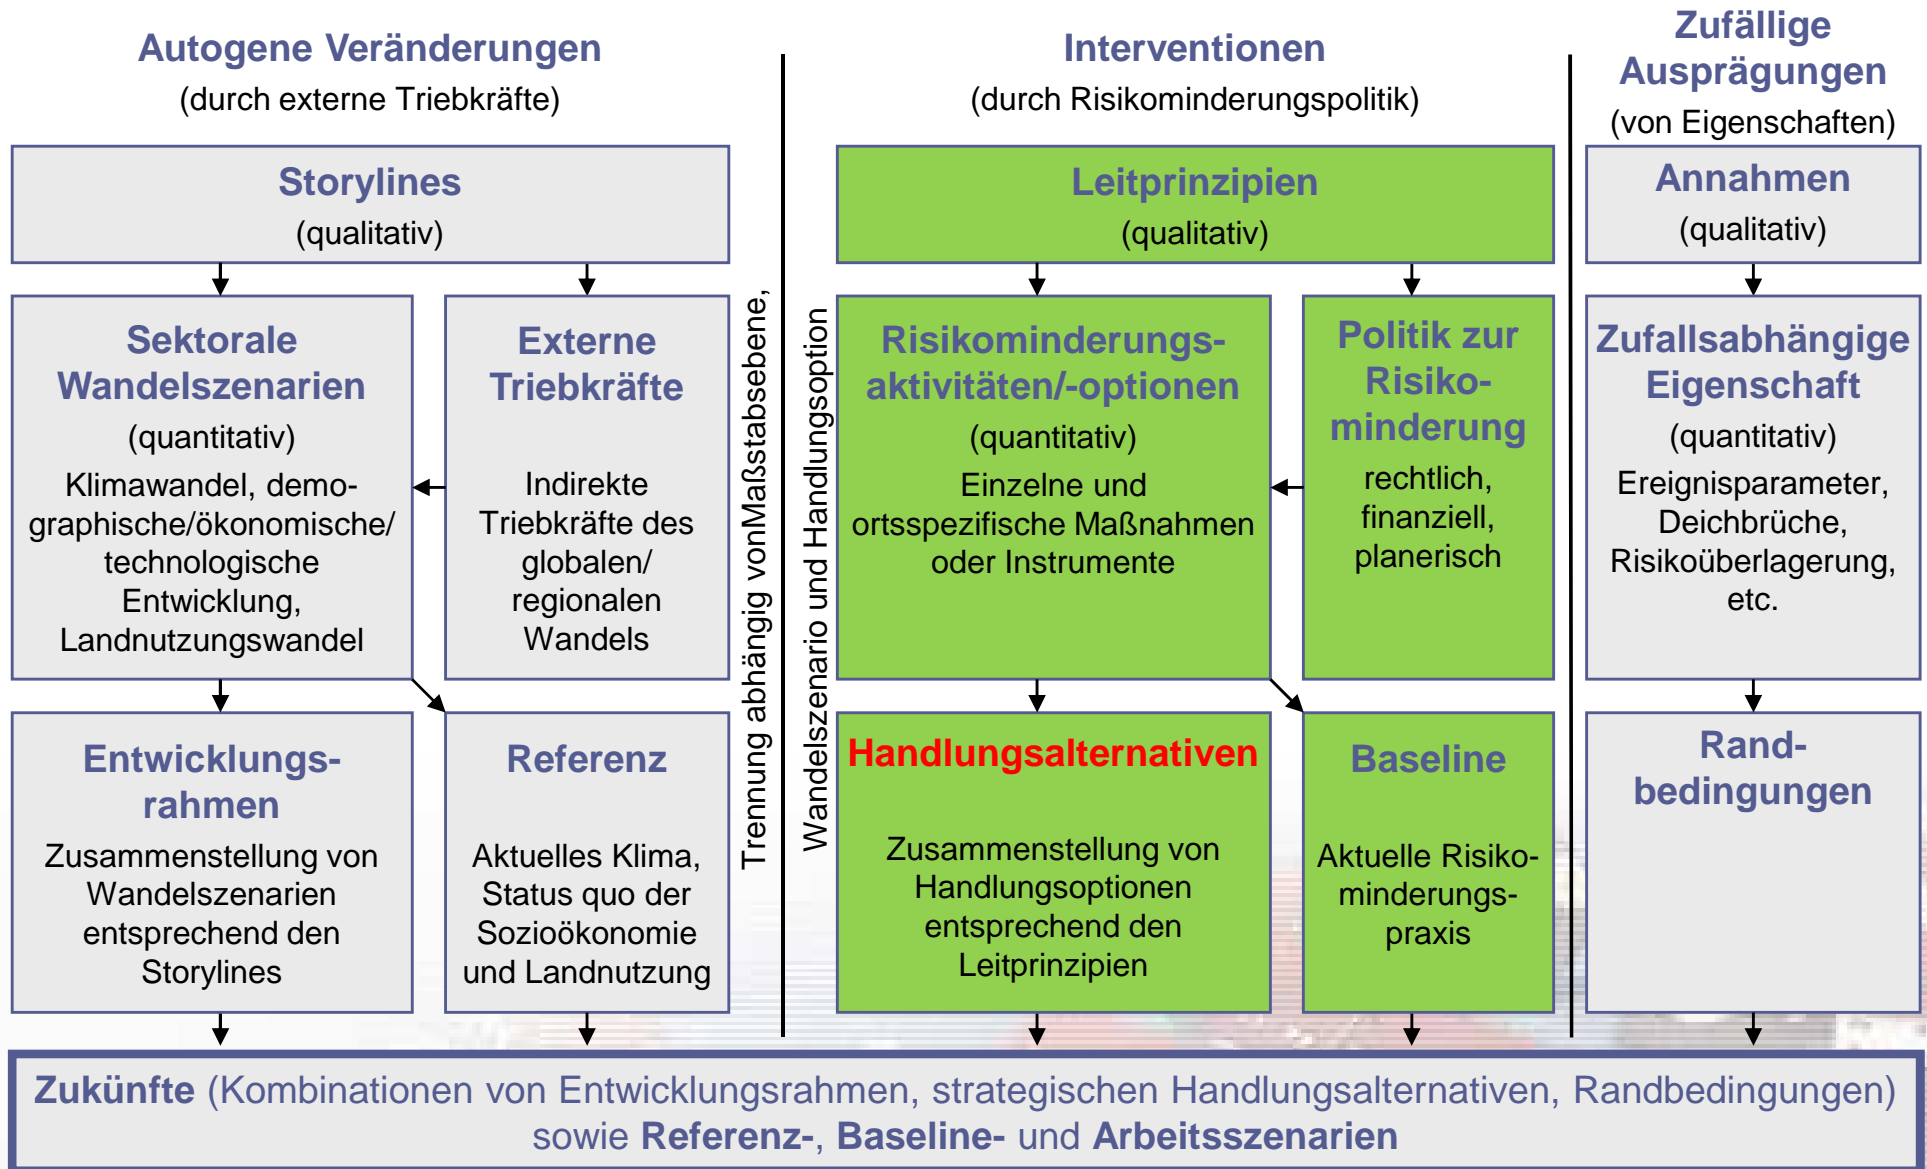 Autogene Veränderungen
(durch externe Triebkräfte)
Storylines
(qualitativ)
Sektorale
Wandelszenarien
(quantitativ)
Klimawandel, demo-
graphische/ökonomische/
technologische
Entwicklung,
Landnutzungswandel
Externe
Triebkräfte
Indirekte
Triebkräfte des
globalen/
regionalen
Wandels
Entwicklungs-
rahmen
Zusammenstellung von
Wandelszenarien
entsprechend den
Storylines
Referenz
Aktuelles Klima,
Status quo der
Sozioökonomie
und Landnutzung
Trennung abhängig vonMaßstabsebene,
Wandelszenario und Handlungsoption
Interventionen
(durch Risikominderungspolitik)
Leitprinzipien
(qualitativ)
Risikominderungs-
aktivitäten/-optionen
(quantitativ)
Einzelne und
ortsspezifische Maßnahmen
oder Instrumente
Politik zur
Risiko-
minderung
rechtlich,
finanziell,
planerisch
Handlungsalternativen
Zusammenstellung von
Handlungsoptionen
entsprechend den
Leitprinzipien
Baseline
Aktuelle Risiko-
minderungs-
praxis
Zufällige
Ausprägungen
(von Eigenschaften)
Annahmen
(qualitativ)
Zufallsabhängige
Eigenschaft
(quantitativ)
Ereignisparameter,
Deichbrüche,
Risikoüberlagerung,
etc.
Rand-
bedingungen
Zukünfte (Kombinationen von Entwicklungsrahmen, strategischen Handlungsalternativen, Randbedingungen)
sowie Referenz-, Baseline- und Arbeitsszenarien